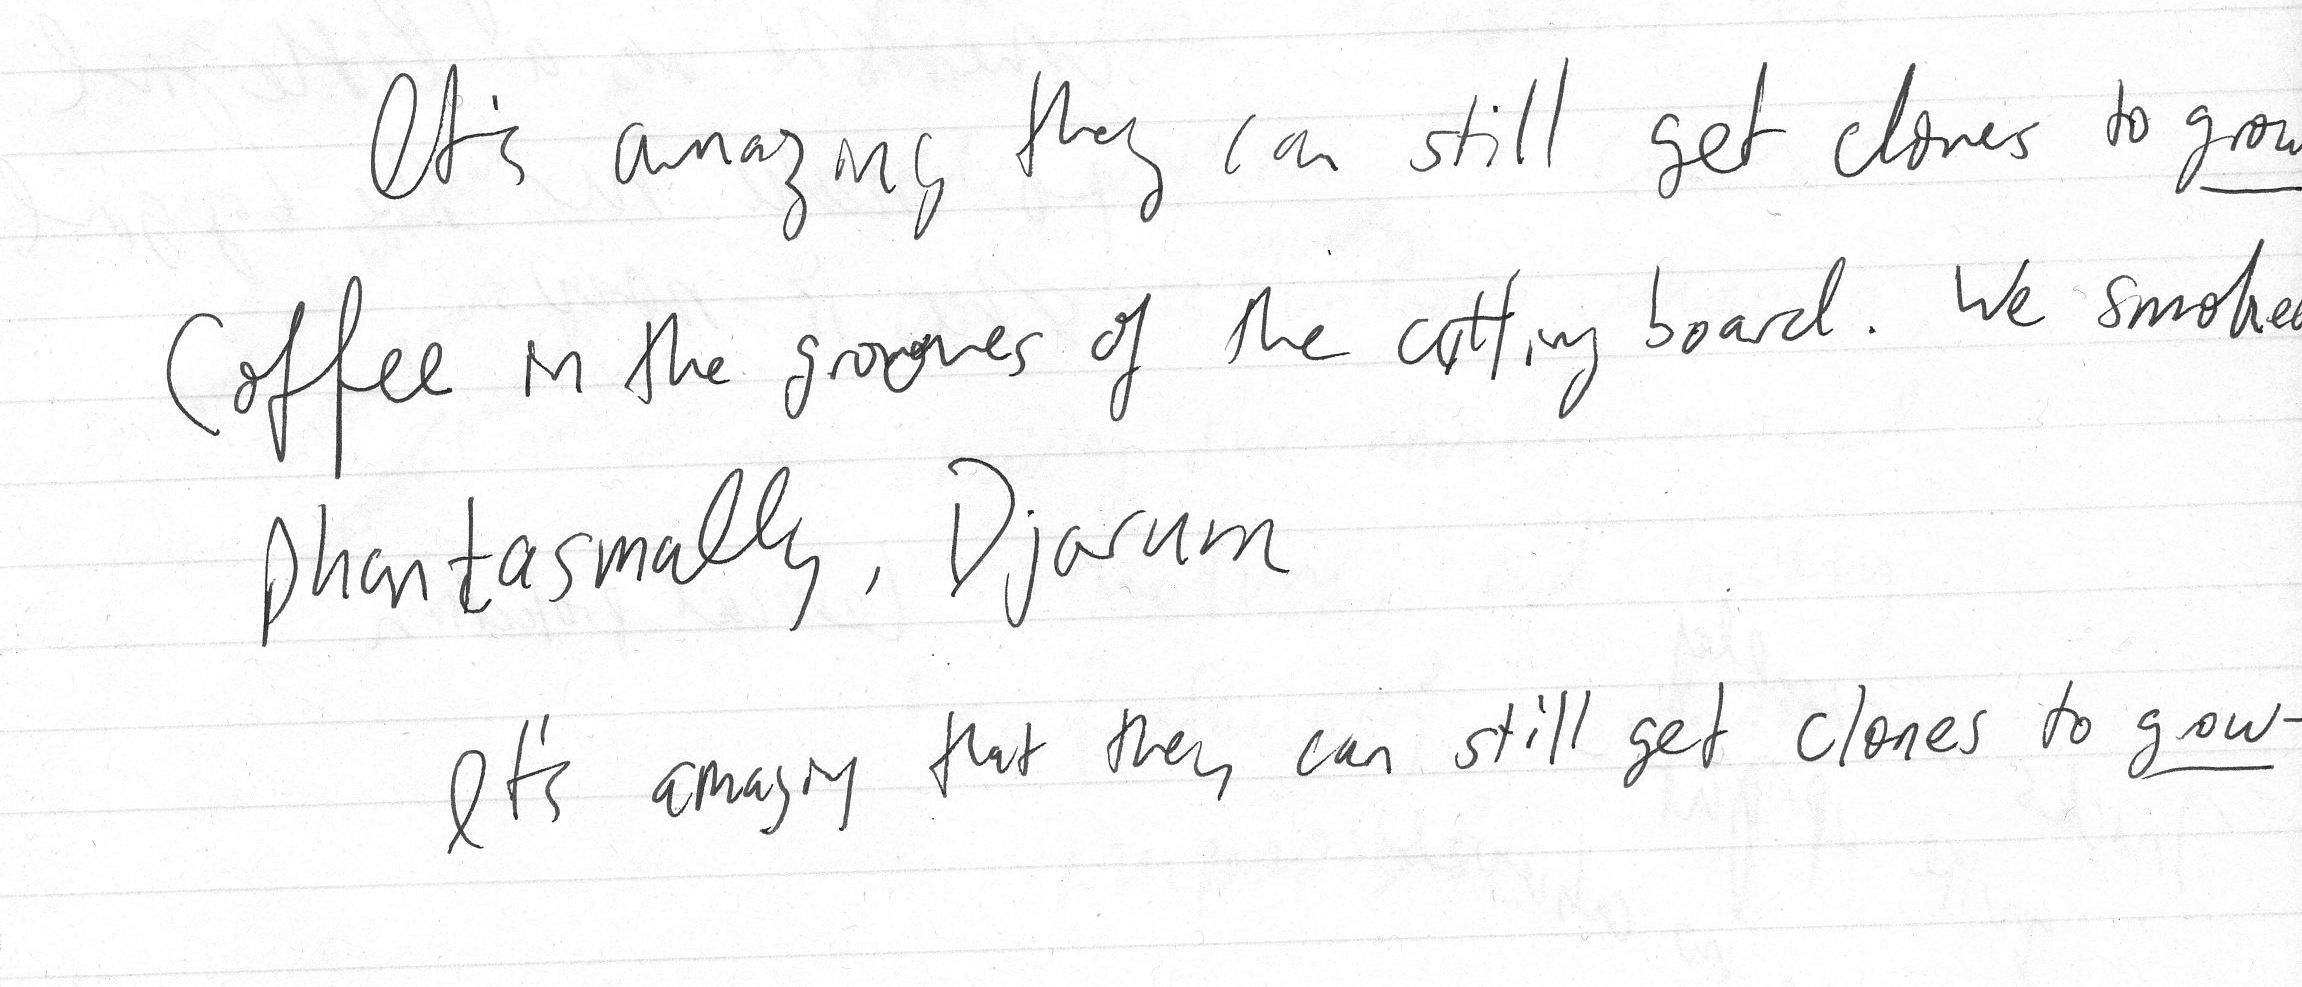 It's amazing they can still get clones to grow
Coffee in the grooves of the cutting board. We smoked
phantasmally, Djarum
It's amazing that they can still get clones to grow-